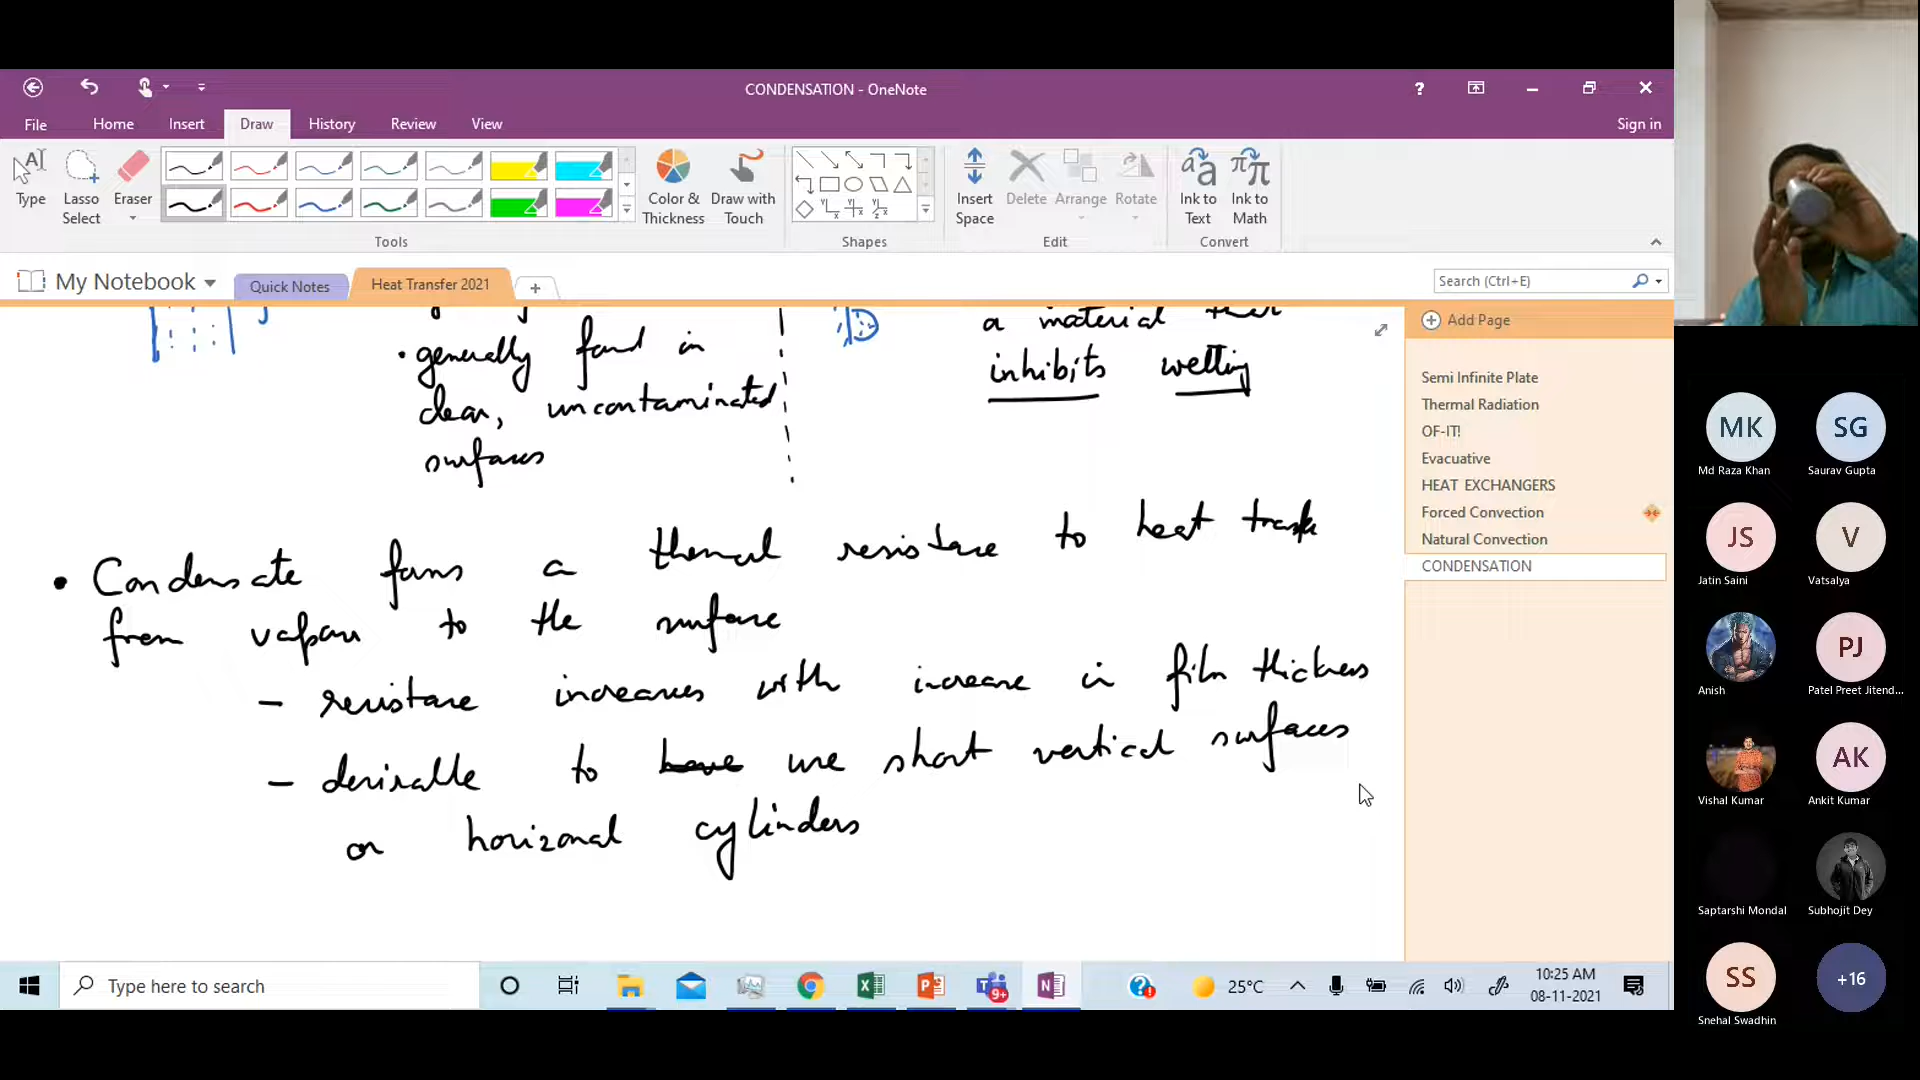 CONDENSATION - OneNote
?
File
Home
Insert
Draw
History
Review
View
Sign in
Type
Lasso
Select
Eraser
Color &
Thickness
Draw with
Touch
Insert
Space
Delete
Arrange
Rotate
Ink to
Text
Ink to
Math
Tools
Shapes
Edit
Convert
My Notebook
Quick Notes
Heat Transfer 2021
Search (Ctrl+E)
a material that
• generally found in
inhibits wetting
clean, uncontaminated
surfaces
• Condensate forms a thermal resistance to heat transfer
from vapour to the surface
- resistance increases with increase in film thickness
- desirable to have use short vertical surfaces
or horizonal cylinders
Add Page
Semi Infinite Plate
Thermal Radiation
OF-IT!
Evacuative
HEAT EXCHANGERS
Forced Convection
Natural Convection
CONDENSATION
MK
Md Raza Khan
SG
Saurav Gupta
JS
Jatin Saini
V
Vatsalya
Anish
PJ
Patel Preet Jitend...
Vishal Kumar
AK
Ankit Kumar
Saptarshi Mondal
Subhojit Dey
SS
Snehal Swadhin
+16
Type here to search
9+
25°C
10:25 AM
08-11-2021